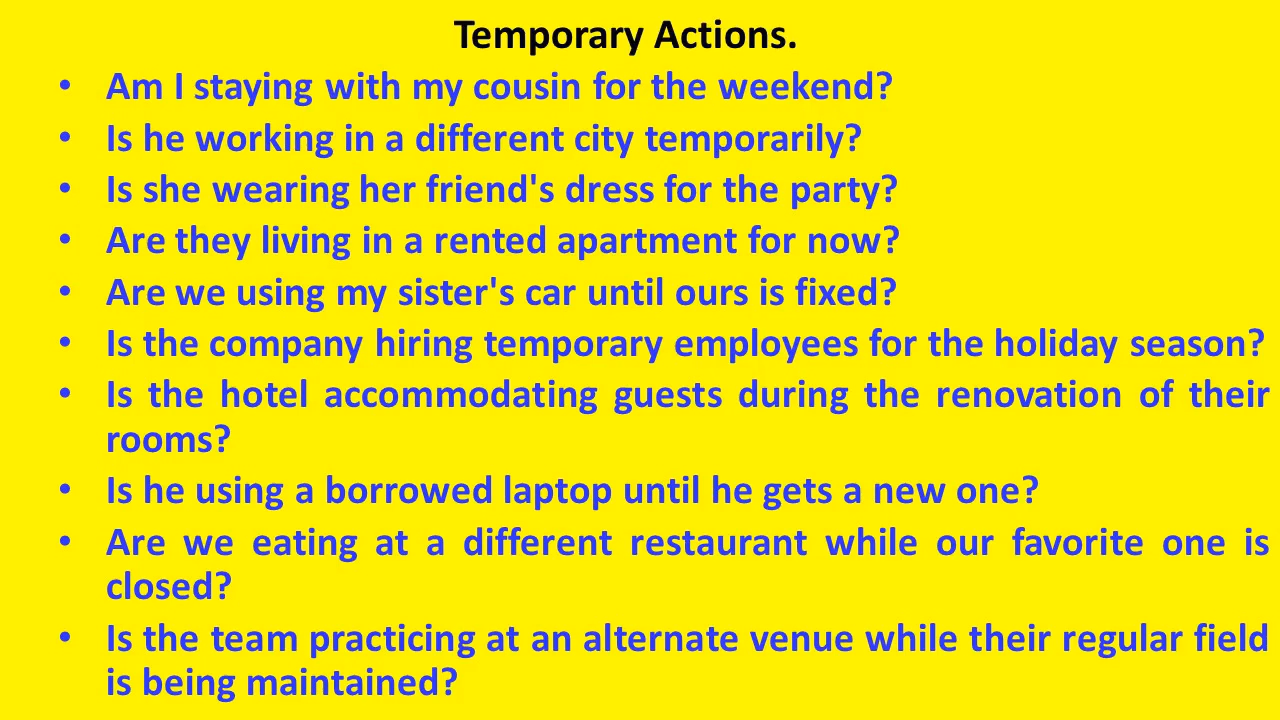 Temporary Actions.
• Am I staying with my cousin for the weekend?
• Is he working in a different city temporarily?
• Is she wearing her friend's dress for the party?
• Are they living in a rented apartment for now?
• Are we using my sister's car until ours is fixed?
• Is the company hiring temporary employees for the holiday season?
• Is the hotel accommodating guests during the renovation of their
rooms?
• Is he using a borrowed laptop until he gets a new one?
• Are we eating at a different restaurant while our favorite one is
closed?
• Is the team practicing at an alternate venue while their regular field
is being maintained?